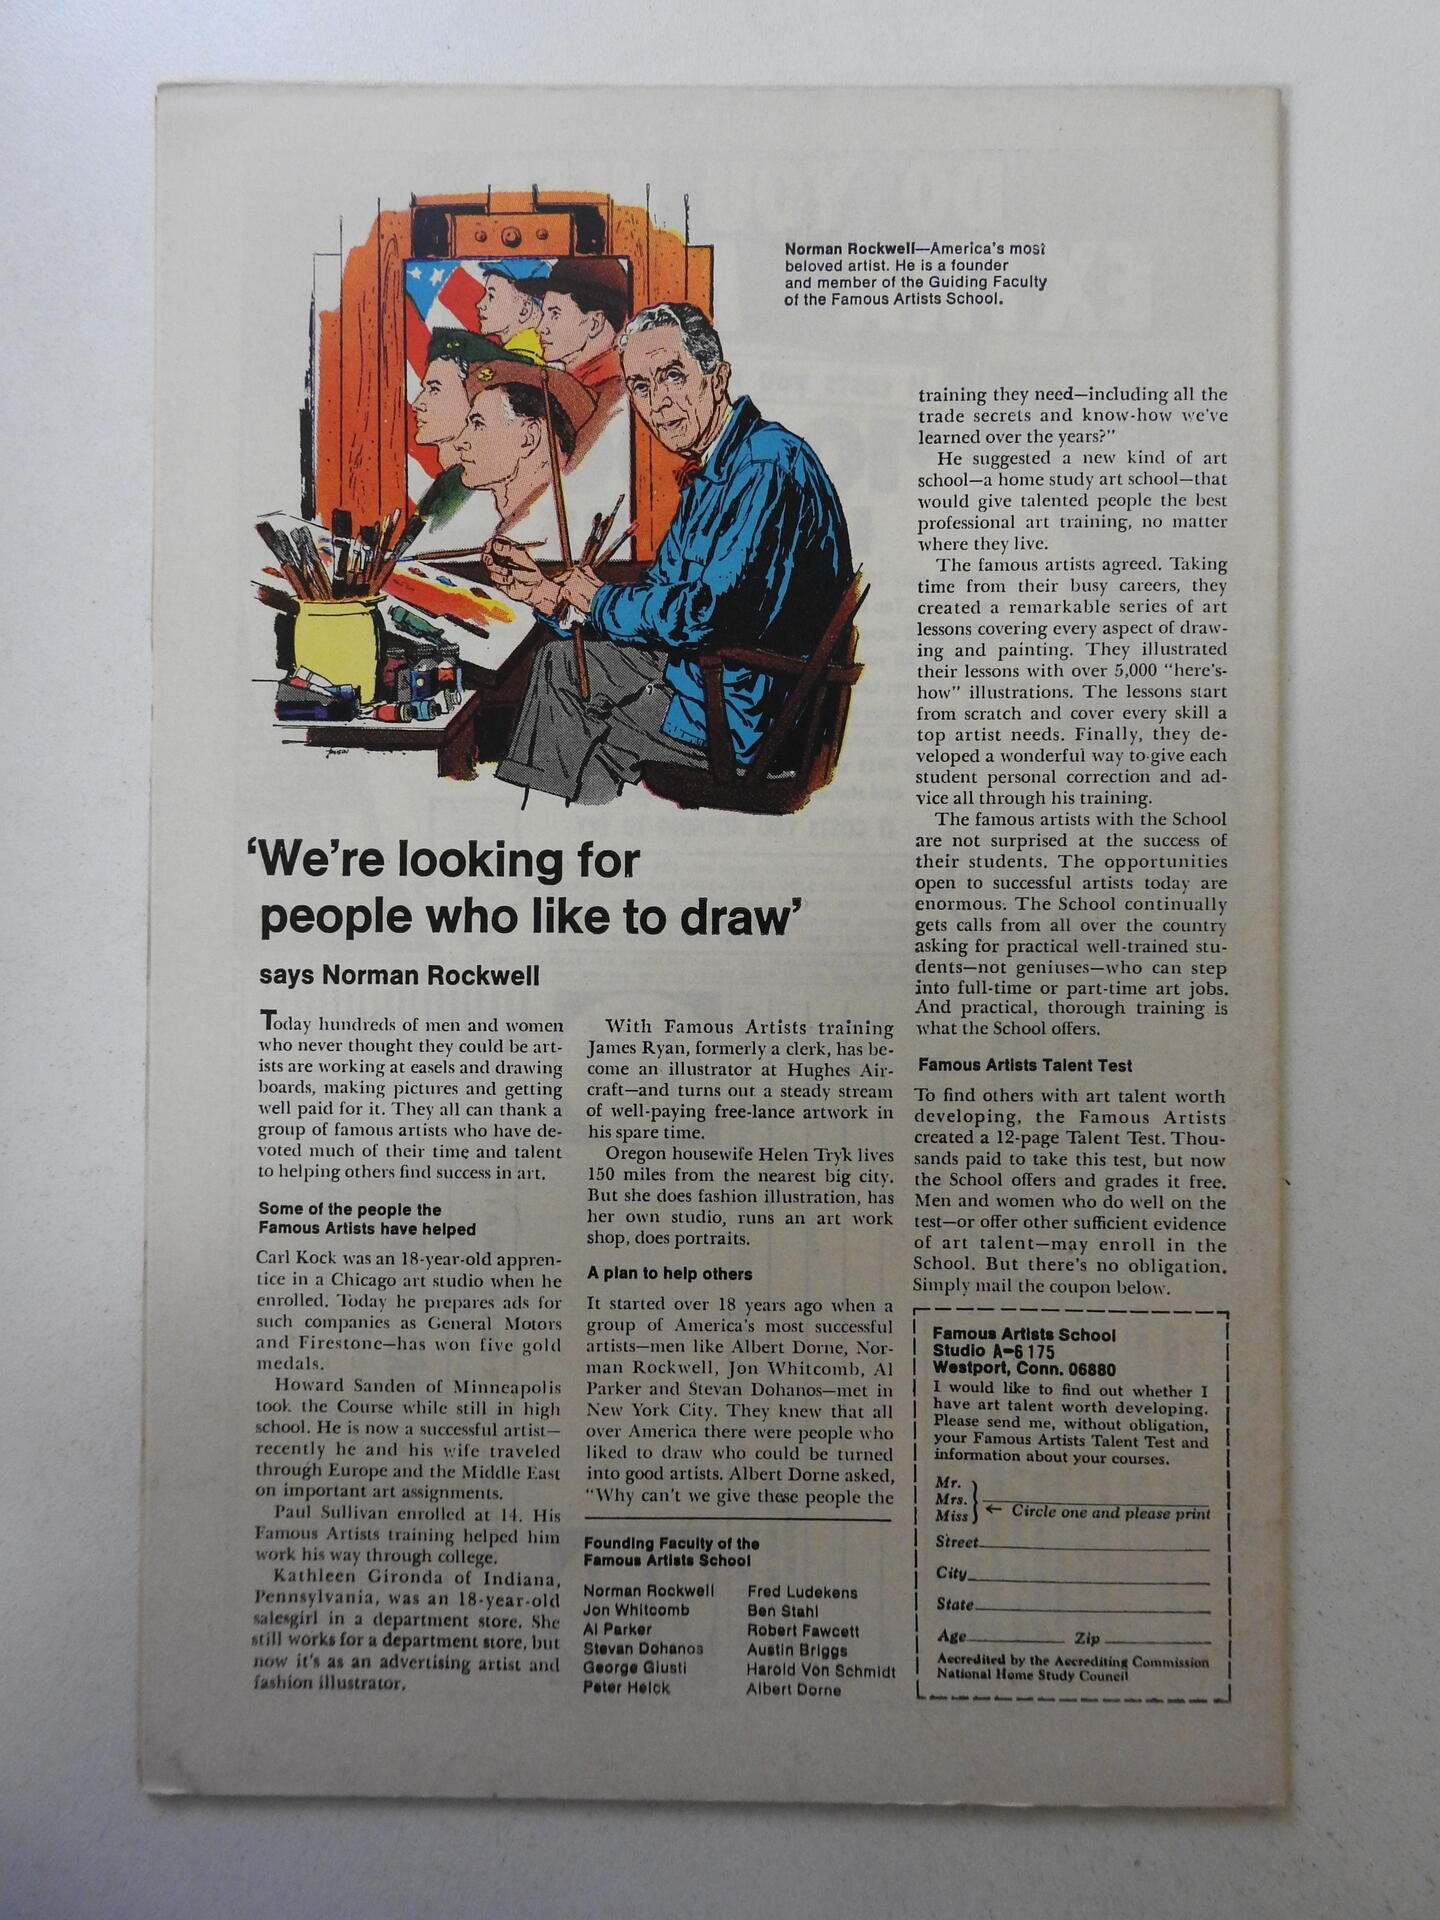 Norman Rockwell—America's most
beloved artist. He is a founder
and member of the Guiding Faculty
of the Famous Artists School.
'We're looking for
people who like to draw'
says Norman Rockwell
Today hundreds of men and women
who never thought they could be art-
ists are working at easels and drawing
boards, making pictures and getting
well paid for it. They all can thank a
group of famous artists who have de-
voted much of their time and talent
to helping others find success in art.
Some of the people the
Famous Artists have helped
Carl Kock was an 18-year-old appren-
tice in a Chicago art studio when he
enrolled. Today he prepares ads for
such companies as General Motors
and Firestone—has won five gold
medals.
Howard Sanden of Minneapolis
took the Course while still in high
school. He is now a successful artist—
recently he and his wife traveled
through Europe and the Middle East
on important art assignments.
Paul Sullivan enrolled at 14. His
Famous Artists training helped him
work his way through college.
Kathleen Gironda of Indiana,
Pennsylvania, was an 18-year-old
salesgirl in a department store. She
still works for a department store, but
now it's as an advertising artist and
fashion illustrator.
With Famous Artists training
James Ryan, formerly a clerk, has be-
come an illustrator at Hughes Air-
craft—and turns out a steady stream
of well-paying free-lance artwork in
his spare time.
Oregon housewife Helen Tryk lives
150 miles from the nearest big city.
But she does fashion illustration, has
her own studio, runs an art work
shop, does portraits.
A plan to help others
It started over 18 years ago when a
group of America's most successful
artists—men like Albert Dorne, Nor-
man Rockwell, Jon Whitcomb, Al
Parker and Stevan Dohanos—met in
New York City. They knew that all
over America there were people who
liked to draw who could be turned
into good artists. Albert Dorne asked,
"Why can't we give these people the
Founding Faculty of the
Famous Artists School
Norman Rockwell
Jon Whitcomb
Al Parker
Stevan Dohanos
George Giusti
Peter Helck
Fred Ludekens
Ben Stahl
Robert Fawcett
Austin Briggs
Harold Von Schmidt
Albert Dorne
training they need—including all the
trade secrets and know-how we've
learned over the years?"
He suggested a new kind of art
school—a home study art school—that
would give talented people the best
professional art training, no matter
where they live.
The famous artists agreed. Taking
time from their busy careers, they
created a remarkable series of art
lessons covering every aspect of draw-
ing and painting. They illustrated
their lessons with over 5,000 "here's-
how" illustrations. The lessons start
from scratch and cover every skill a
top artist needs. Finally, they de-
veloped a wonderful way to give each
student personal correction and ad-
vice all through his training.
The famous artists with the School
are not surprised at the success of
their students. The opportunities
open to successful artists today are
enormous. The School continually
gets calls from all over the country
asking for practical well-trained stu-
dents—not geniuses—who can step
into full-time or part-time art jobs.
And practical, thorough training is
what the School offers.
Famous Artists Talent Test
To find others with art talent worth
developing, the Famous Artists
created a 12-page Talent Test. Thou-
sands paid to take this test, but now
the School offers and grades it free.
Men and women who do well on the
test—or offer other sufficient evidence
of art talent—may enroll in the
School. But there's no obligation.
Simply mail the coupon below.
Famous Artists School
Studio A-6175
Westport, Conn. 06880
I would like to find out whether I
have art talent worth developing.
Please send me, without obligation,
your Famous Artists Talent Test and
information about your courses.
Mr.
Mrs.
Miss ← Circle one and please print
Street
City
State
Age Zip
Accredited by the Accrediting Commission
National Home Study Council